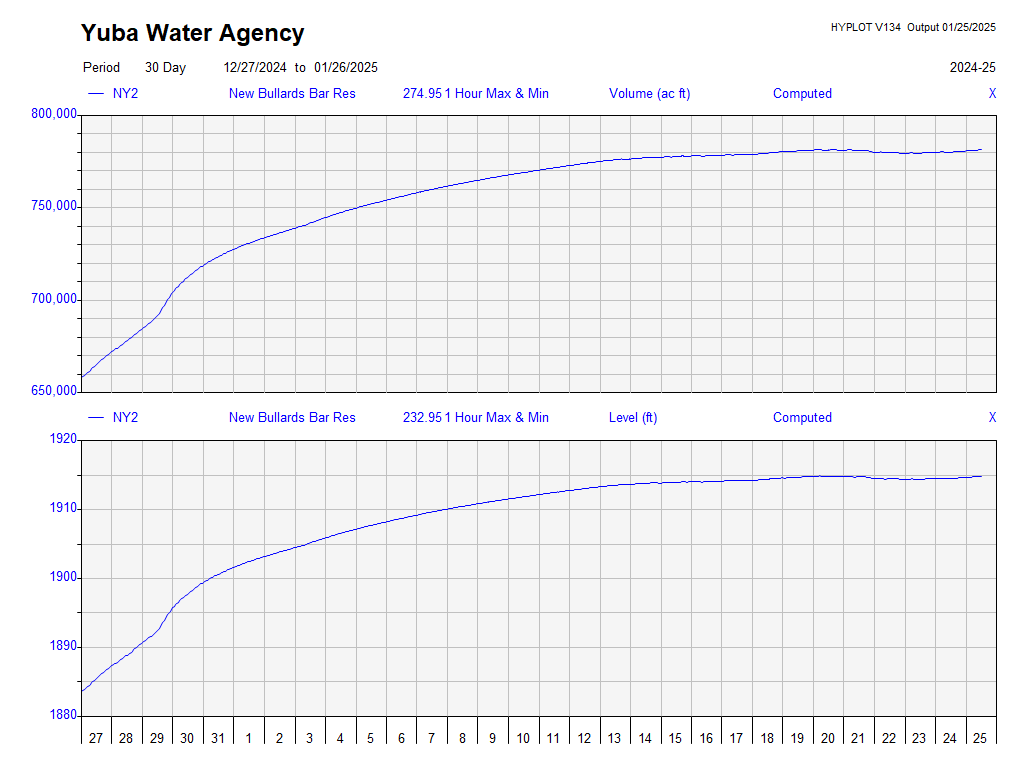 Yuba Water Agency
HYPLOT V134 Output 01/25/2025
Period 30 Day 12/27/2024 to 01/26/2025 2024-25
NY2 New Bullards Bar Res 274.95 1 Hour Max & Min Volume (ac ft) Computed X
800,000
750,000
700,000
650,000
NY2 New Bullards Bar Res 232.95 1 Hour Max & Min Level (ft) Computed X
1920
1910
1900
1890
1880
27 28 29 30 31 1 2 3 4 5 6 7 8 9 10 11 12 13 14 15 16 17 18 19 20 21 22 23 24 25